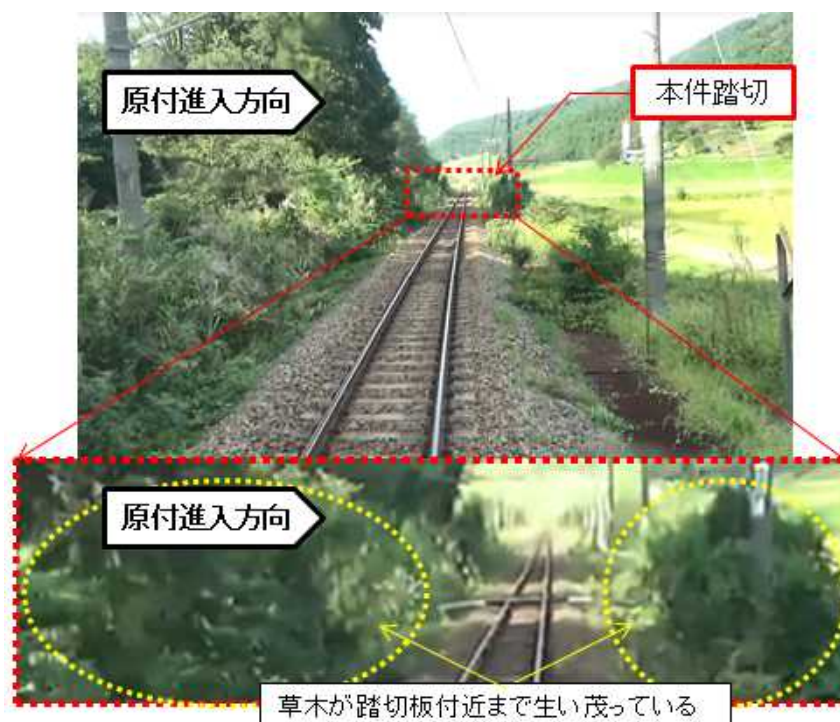 原付進入方向
本件踏切
原付進入方向
草木が踏切板付近まで生い茂っている